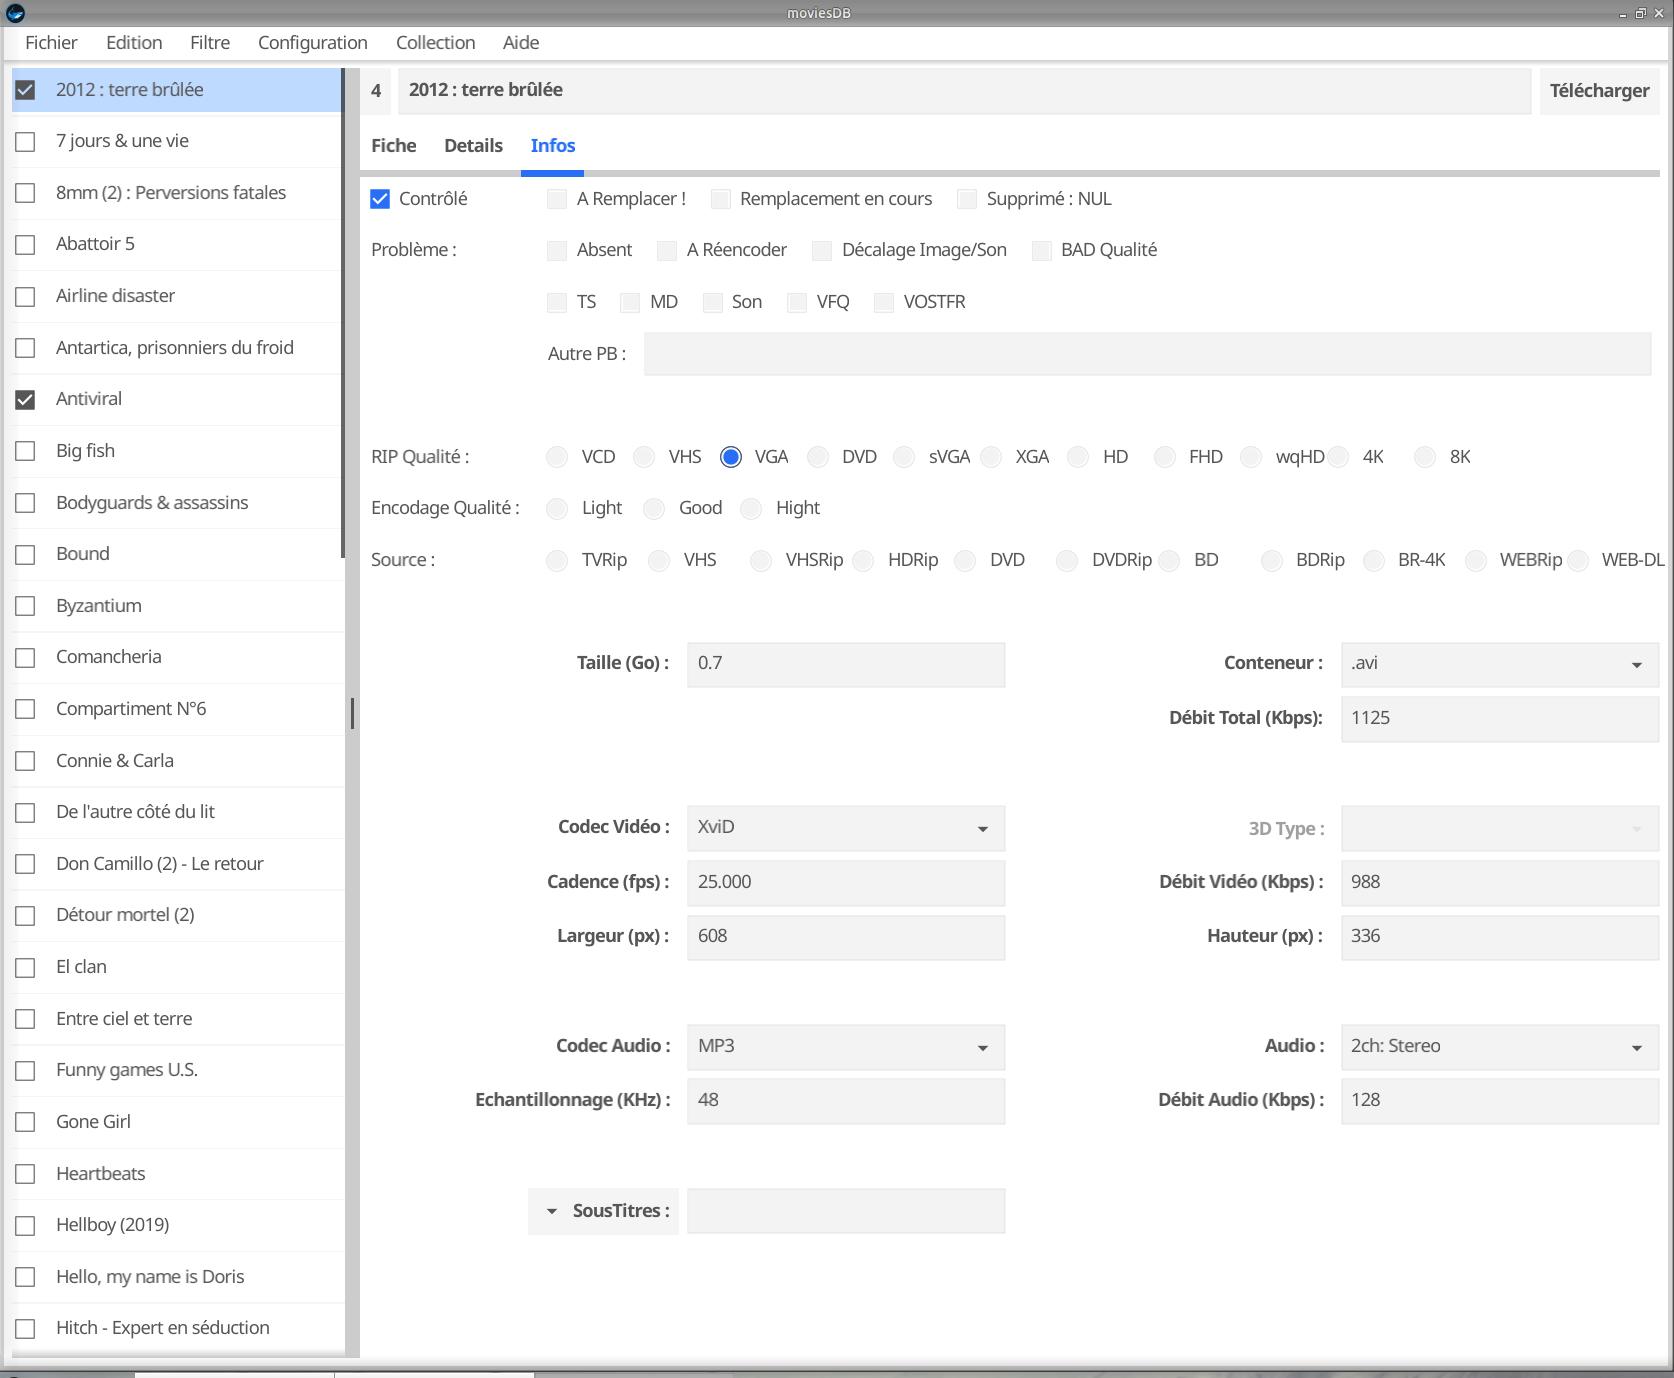 moviesDB
Fichier Edition Filtre Configuration Collection Aide
2012 : terre brûlée
7 jours & une vie
8mm (2) : Perversions fatales
Abattoir 5
Airline disaster
Antartica, prisonniers du froid
Antiviral
Big fish
Bodyguards & assassins
Bound
Byzantium
Comancheria
Compartiment N°6
Connie & Carla
De l'autre côté du lit
Don Camillo (2) - Le retour
Détour mortel (2)
El clan
Entre ciel et terre
Funny games U.S.
Gone Girl
Heartbeats
Hellboy (2019)
Hello, my name is Doris
Hitch - Expert en séduction
4 2012 : terre brûlée Télécharger
Fiche Details Infos
Contrôlé A Remplacer ! Remplacement en cours Supprimé : NUL
Problème : Absent A Réencoder Décalage Image/Son BAD Qualité
TS MD Son VFQ VOSTFR
Autre PB :
RIP Qualité : VCD VHS VGA DVD sVGA XGA HD FHD wqHD 4K 8K
Encodage Qualité : Light Good Hight
Source : TVRip VHS VHSRip HDRip DVD DVDRip BD BDRip BR-4K WEBRip WEB-DL
Taille (Go) : 0.7 Conteneur : .avi
Débit Total (Kbps): 1125
Codec Vidéo : XviD 3D Type :
Cadence (fps) : 25.000 Débit Vidéo (Kbps) : 988
Largeur (px) : 608 Hauteur (px) : 336
Codec Audio : MP3 Audio : 2ch: Stereo
Echantillonnage (KHz) : 48 Débit Audio (Kbps) : 128
SousTitres :